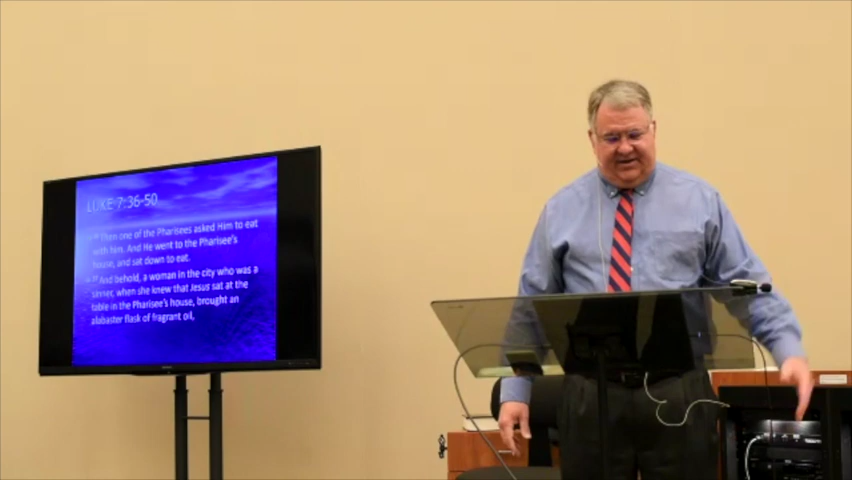 LUKE 7:36-50
36 Then one of the Pharisees asked Him to eat
with him. And He went to the Pharisee's
house, and sat down to eat.
37 And behold, a woman in the city who was a
sinner, when she knew that Jesus sat at the
table in the Pharisee's house, brought an
alabaster flask of fragrant oil,